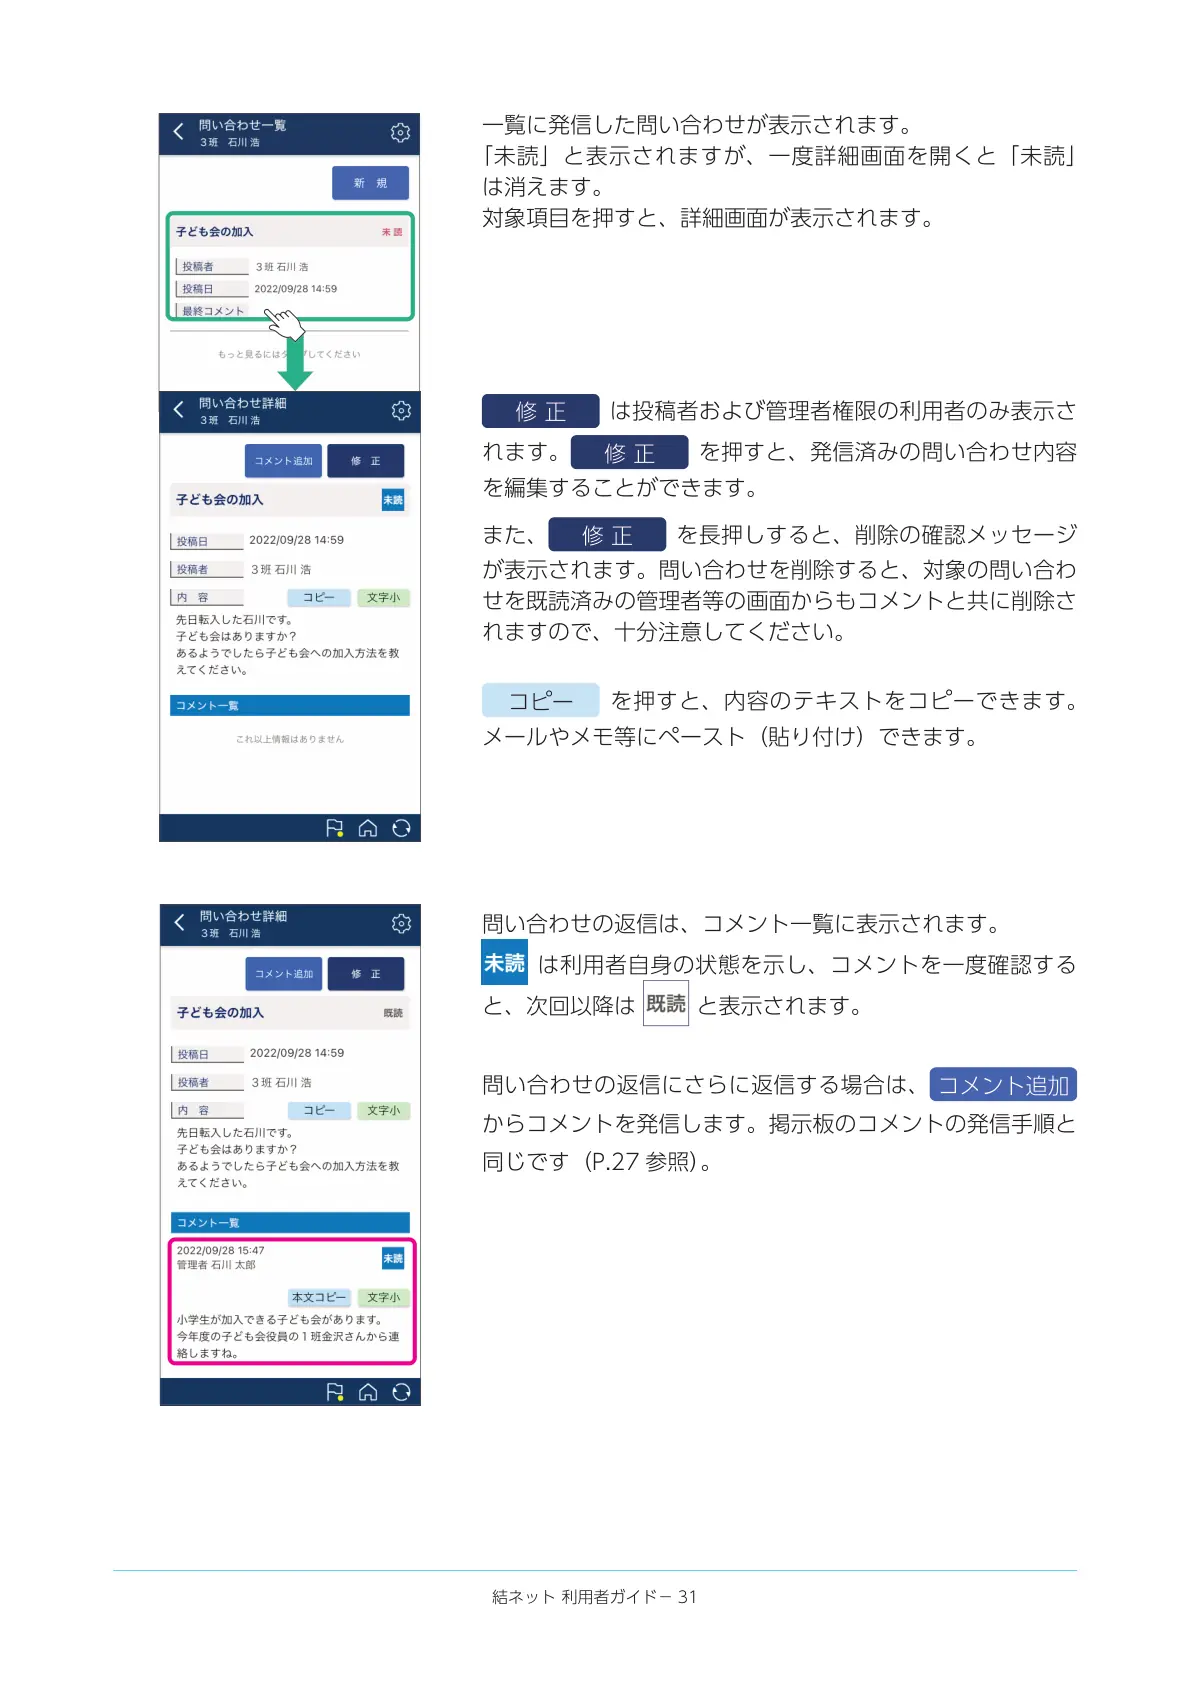 問い合わせ一覧
３班　石川 浩
新　規
子ども会の加入
未 読
投稿者
３班 石川 浩
投稿日
2022/09/28 14:59
最終コメント
もっと見るにはタップしてください
一覧に発信した問い合わせが表示されます。
「未読」と表示されますが、一度詳細画面を開くと「未読」
は消えます。
対象項目を押すと、詳細画面が表示されます。
問い合わせ詳細
３班　石川 浩
コメント追加
修　正
子ども会の加入
未読
投稿日
2022/09/28 14:59
投稿者
３班 石川 浩
内　容
コピー
文字小
先日転入した石川です。
子ども会はありますか？
あるようでしたら子ども会への加入方法を教
えてください。
コメント一覧
これ以上情報はありません
修 正 は投稿者および管理者権限の利用者のみ表示さ
れます。 修 正 を押すと、発信済みの問い合わせ内容
を編集することができます。
また、 修 正 を長押しすると、削除の確認メッセージ
が表示されます。問い合わせを削除すると、対象の問い合わ
せを既読済みの管理者等の画面からもコメントと共に削除さ
れますので、十分注意してください。
コピー を押すと、内容のテキストをコピーできます。
メールやメモ等にペースト（貼り付け）できます。
問い合わせ詳細
３班　石川 浩
コメント追加
修　正
子ども会の加入
既読
投稿日
2022/09/28 14:59
投稿者
３班 石川 浩
内　容
コピー
文字小
先日転入した石川です。
子ども会はありますか？
あるようでしたら子ども会への加入方法を教
えてください。
コメント一覧
2022/09/28 15:47
管理者 石川 太郎
未読
本文コピー
文字小
小学生が加入できる子ども会があります。
今年度の子ども会役員の１班金沢さんから連
絡しますね。
問い合わせの返信は、コメント一覧に表示されます。
未読 は利用者自身の状態を示し、コメントを一度確認する
と、次回以降は 既読 と表示されます。
問い合わせの返信にさらに返信する場合は、 コメント追加
からコメントを発信します。掲示板のコメントの発信手順と
同じです（P.27 参照）。
結ネット 利用者ガイド− 31